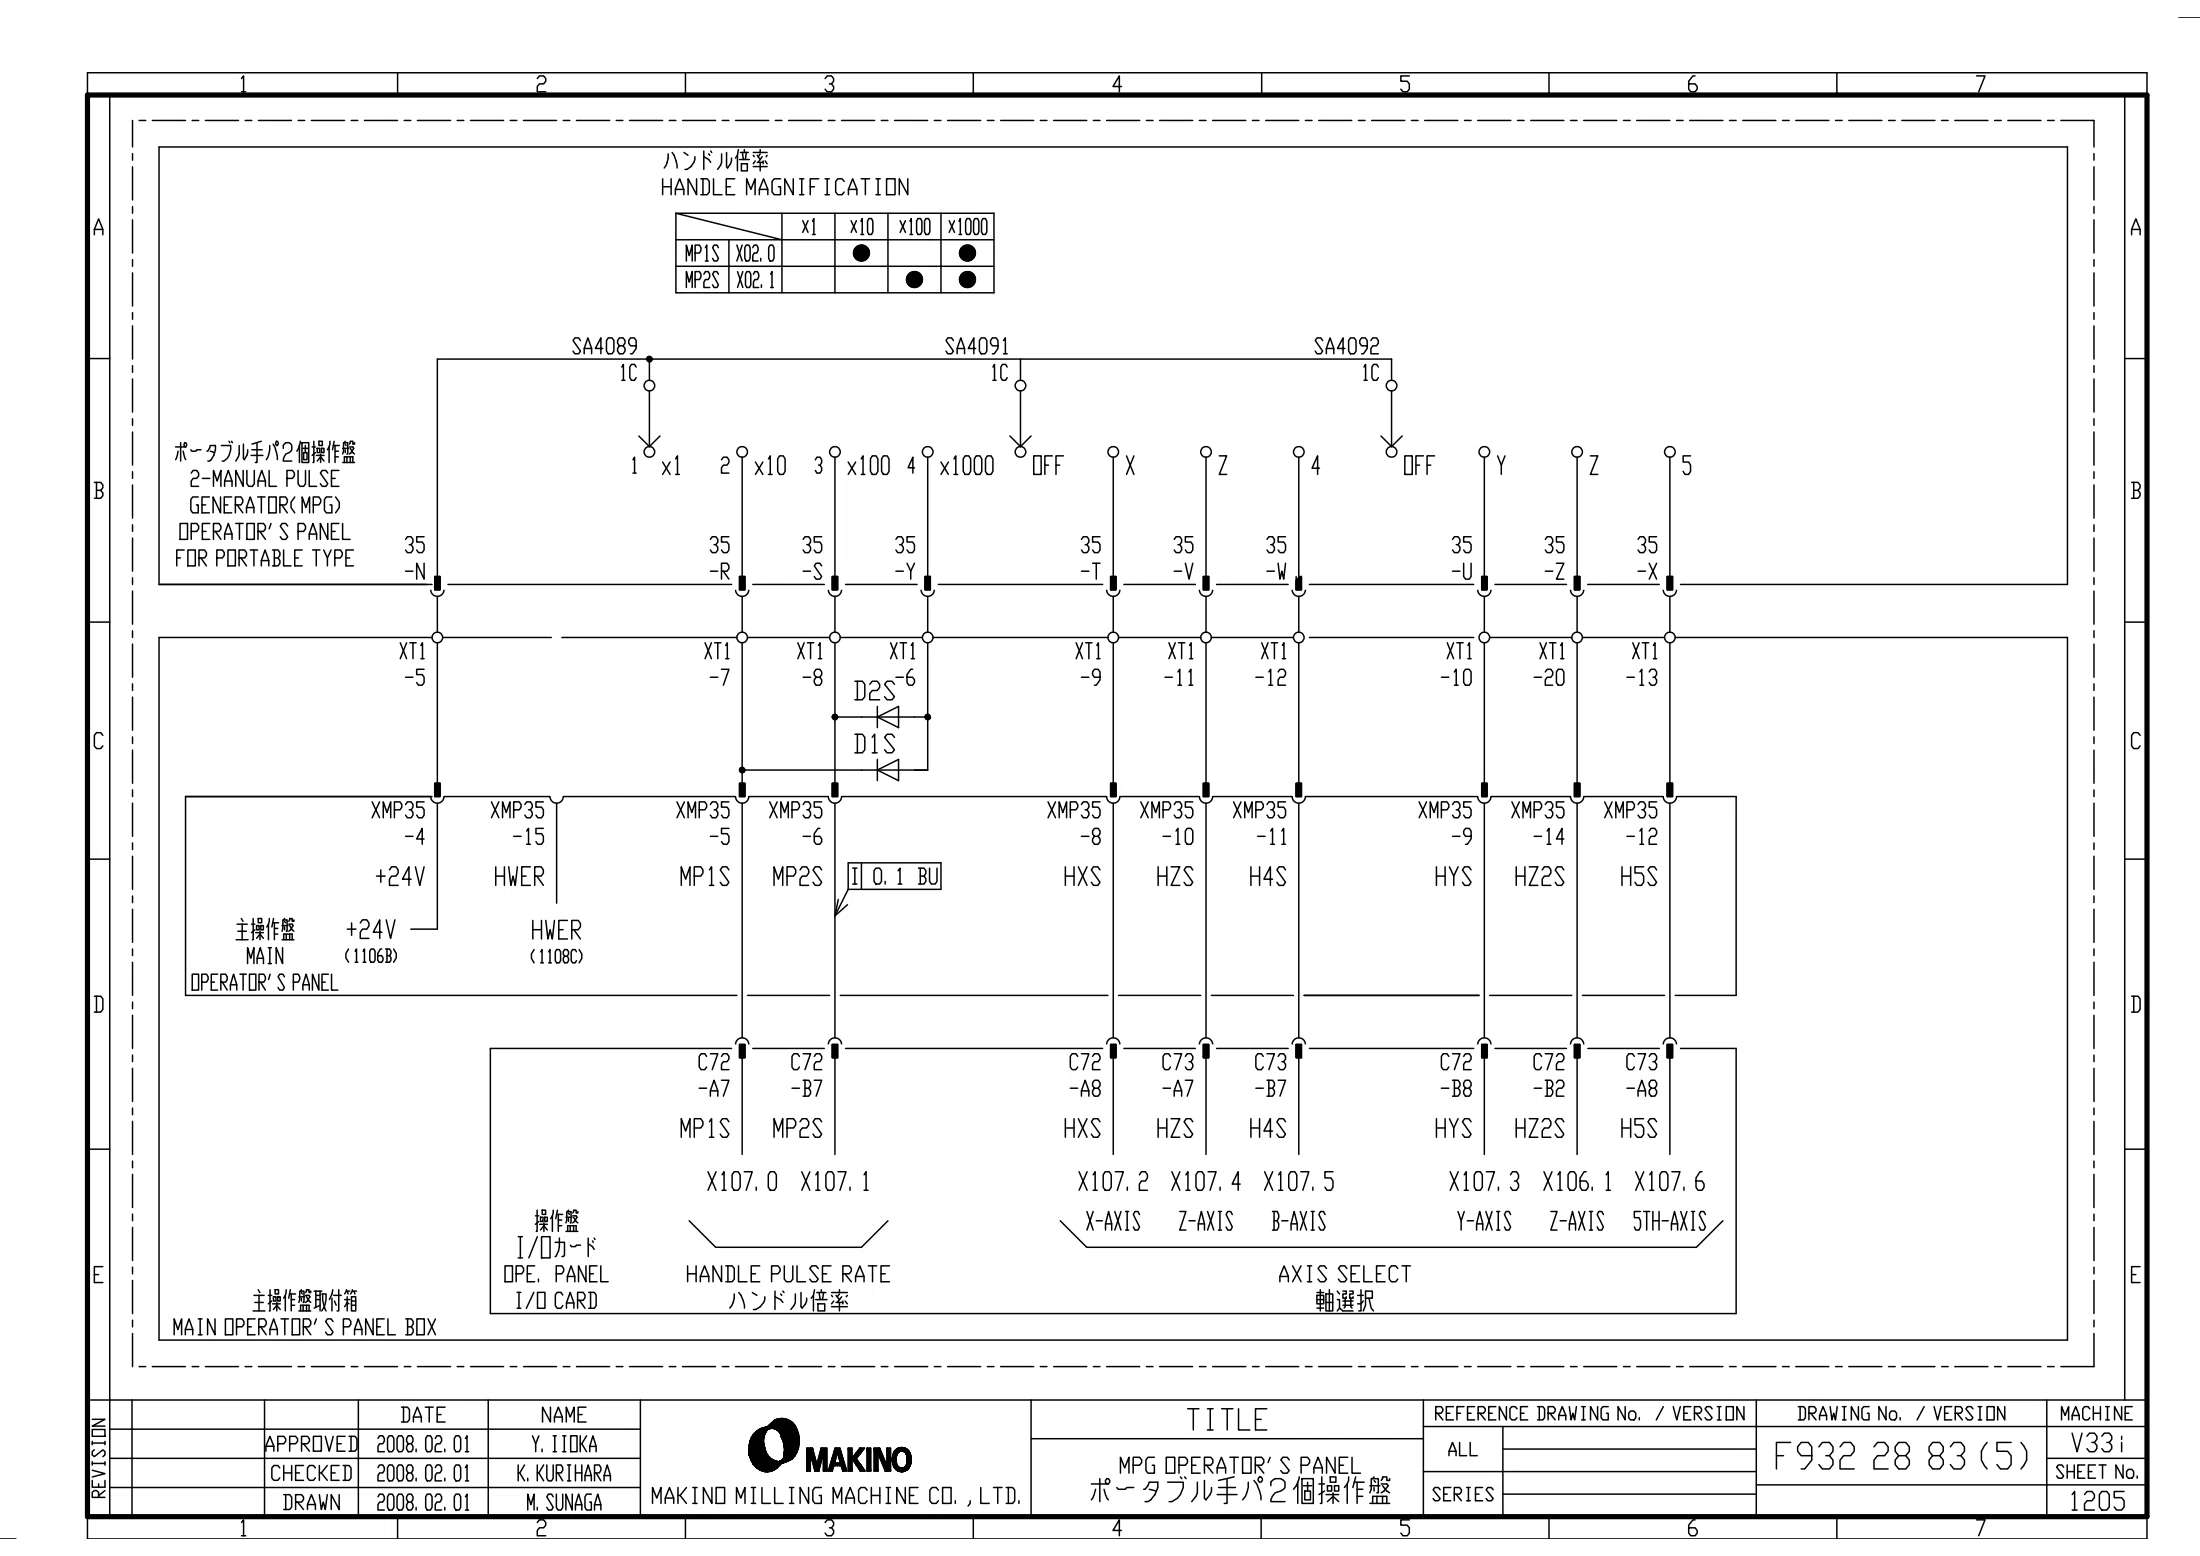 1 2 3 4 5 6 7
ハンドル倍率
HANDLE MAGNIFICATION
x1 x10 x100 x1000
MP1S X02.0 ● ●
MP2S X02.1 ● ●
A A
SA4089 SA4091 SA4092
1C 1C 1C
1 x1 2 x10 3 x100 4 x1000 OFF X Z 4 OFF Y Z 5
ポータブル手パ2個操作盤
2-MANUAL PULSE
GENERATOR(MPG)
OPERATOR'S PANEL
FOR PORTABLE TYPE
B B
35 35 35 35 35 35 35 35 35 35
-N -R -S -Y -T -V -W -U -Z -X
XT1 XT1 XT1 XT1 XT1 XT1 XT1 XT1 XT1 XT1
-5 -7 -8 -6 -9 -11 -12 -10 -20 -13
D2S
D1S
C C
XMP35 XMP35 XMP35 XMP35 XMP35 XMP35 XMP35 XMP35 XMP35 XMP35
-4 -15 -5 -6 -8 -10 -11 -9 -14 -12
+24V HWER MP1S MP2S I 0.1 BU HXS HZS H4S HYS HZ2S H5S
+24V HWER
(1106B) (1108C)
主操作盤
MAIN
OPERATOR'S PANEL
D D
C72 C72 C72 C73 C73 C72 C72 C73
-A7 -B7 -A8 -A7 -B7 -B8 -B2 -A8
MP1S MP2S HXS HZS H4S HYS HZ2S H5S
X107.0 X107.1 X107.2 X107.4 X107.5 X107.3 X106.1 X107.6
X-AXIS Z-AXIS B-AXIS Y-AXIS Z-AXIS 5TH-AXIS
操作盤
I/Oカード
OPE. PANEL
I/O CARD
HANDLE PULSE RATE
ハンドル倍率
AXIS SELECT
軸選択
E E
主操作盤取付箱
MAIN OPERATOR'S PANEL BOX
REVISION
DATE NAME
APPROVED 2008.02.01 Y. IIOKA
CHECKED 2008.02.01 K. KURIHARA
DRAWN 2008.02.01 M. SUNAGA
MAKINO
MAKINO MILLING MACHINE CO.,LTD.
TITLE
MPG OPERATOR'S PANEL
ポータブル手パ2個操作盤
REFERENCE DRAWING No. / VERSION
ALL
SERIES
DRAWING No. / VERSION
F932 28 83(5)
MACHINE
V33i
SHEET No.
1205
1 2 3 4 5 6 7